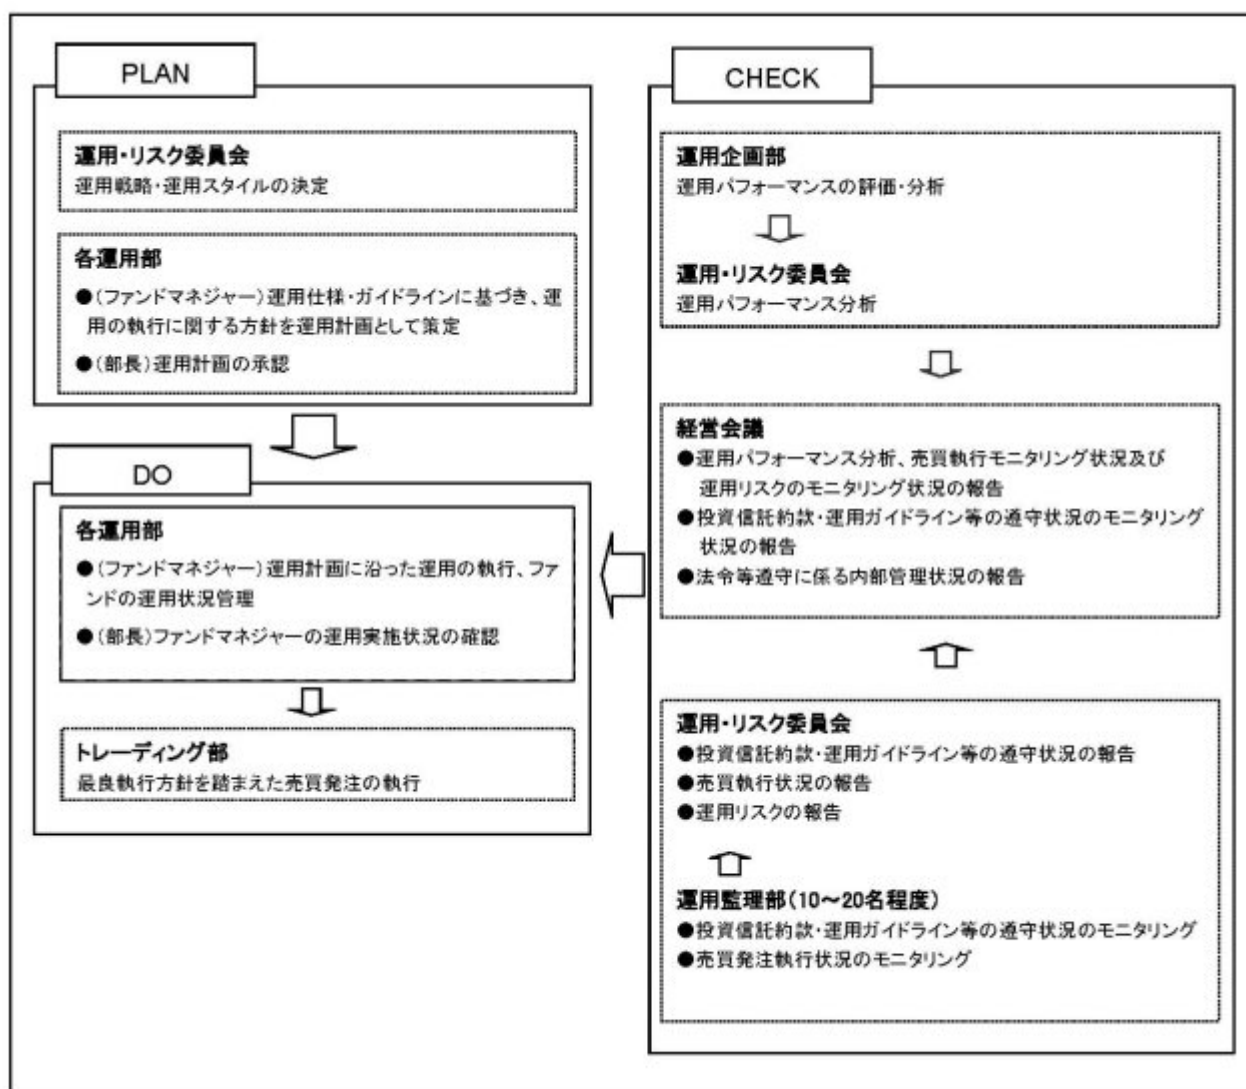 PLAN
運用・リスク委員会
運用戦略・運用スタイルの決定
各運用部
●(ファンドマネジャー)運用仕様・ガイドラインに基づき、運
用の執行に関する方針を運用計画として策定
●(部長)運用計画の承認
DO
各運用部
●(ファンドマネジャー)運用計画に沿った運用の執行、ファ
ンドの運用状況管理
●(部長)ファンドマネジャーの運用実施状況の確認
トレーディング部
最良執行方針を踏まえた売買発注の執行
CHECK
運用企画部
運用パフォーマンスの評価・分析
運用・リスク委員会
運用パフォーマンス分析
経営会議
●運用パフォーマンス分析、売買執行モニタリング状況及び
運用リスクのモニタリング状況の報告
●投資信託約款・運用ガイドライン等の遵守状況のモニタリング
状況の報告
●法令等遵守に係る内部管理状況の報告
運用・リスク委員会
●投資信託約款・運用ガイドライン等の遵守状況の報告
●売買執行状況の報告
●運用リスクの報告
運用監理部(10～20名程度)
●投資信託約款・運用ガイドライン等の遵守状況のモニタリング
●売買発注執行状況のモニタリング